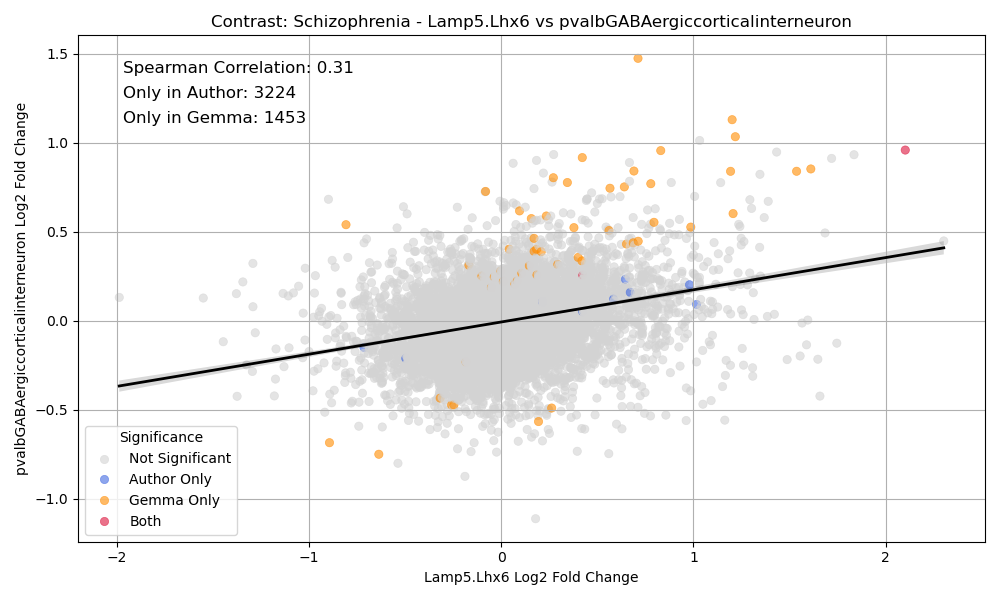 Contrast: Schizophrenia - Lamp5.Lhx6 vs pvalbGABAergiccorticalinterneuron
Spearman Correlation: 0.31
Only in Author: 3224
Only in Gemma: 1453
pvalbGABAergiccorticalinterneuron Log2 Fold Change
1.5
1.0
0.5
0.0
−0.5
−1.0
Significance
Not Significant
Author Only
Gemma Only
Both
−2
−1
0
1
2
Lamp5.Lhx6 Log2 Fold Change